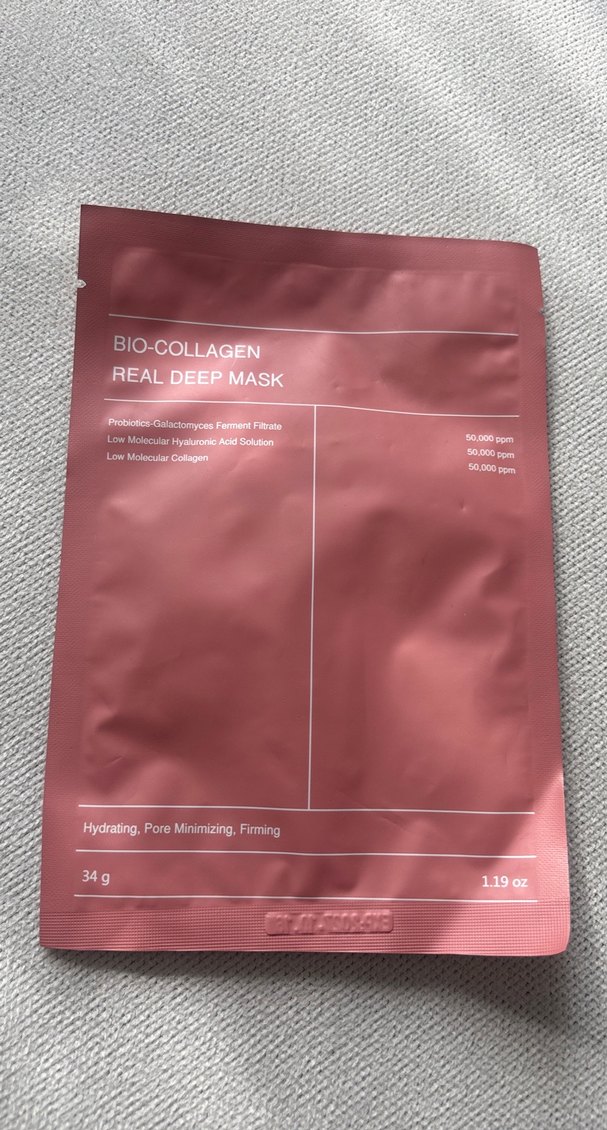 BIO-COLLAGEN
REAL DEEP MASK
Probiotics-Galactomyces Ferment Filtrate 50,000 ppm
Low Molecular Hyaluronic Acid Solution 50,000 ppm
Low Molecular Collagen 50,000 ppm
Hydrating, Pore Minimizing, Firming
34 g 1.19 oz